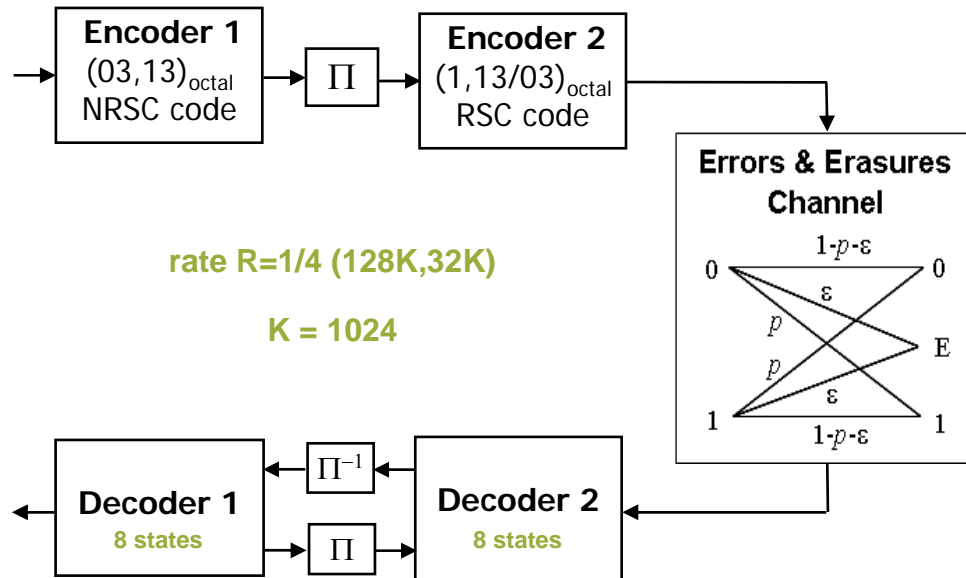 Encoder 1
(03,13)octal
NRSC code
Π
Encoder 2
(1,13/03)octal
RSC code
Errors & Erasures
Channel
1-p-ε
0
0
ε
p
E
p
ε
1
1
1-p-ε
rate R=1/4 (128K,32K)
K = 1024
Decoder 1
8 states
Π−1
Π
Decoder 2
8 states